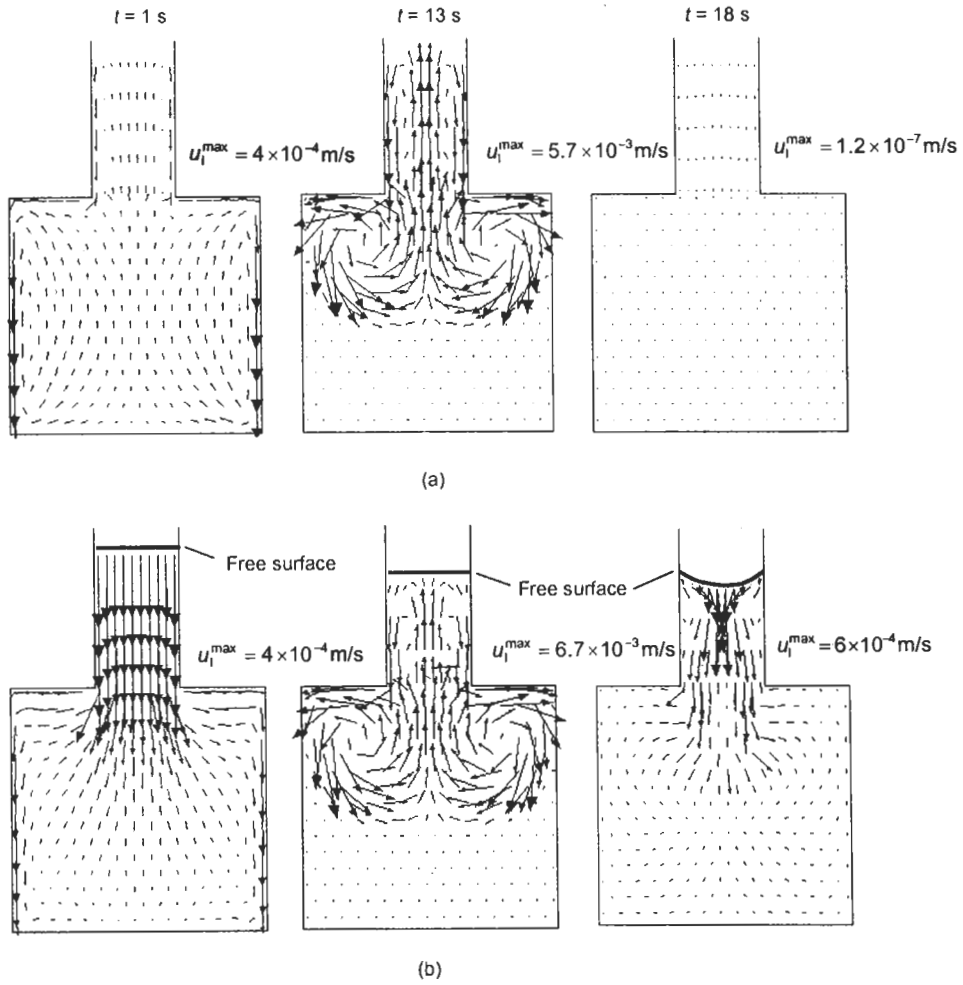 t = 1 s
t = 13 s
t = 18 s
u_l^max = 4×10⁻⁴ m/s
u_l^max = 5.7×10⁻³ m/s
u_l^max = 1.2×10⁻⁷ m/s
(a)
Free surface
Free surface
u_l^max = 4×10⁻⁴ m/s
u_l^max = 6.7×10⁻³ m/s
u_l^max = 6×10⁻⁴ m/s
(b)